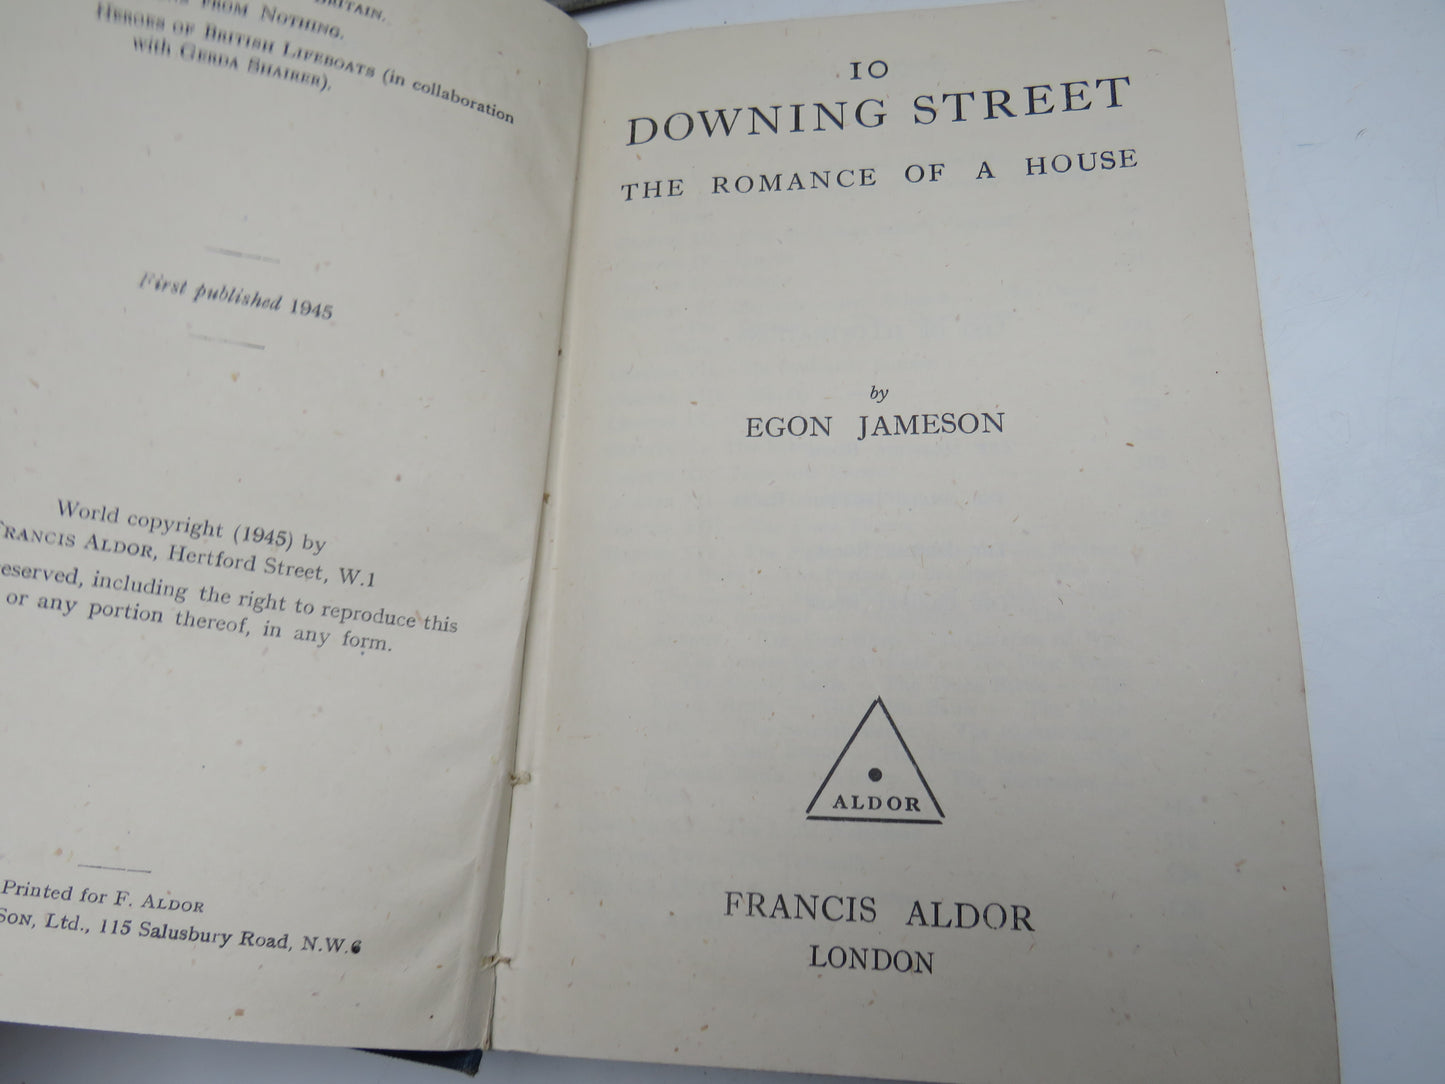 BRITAIN.
FROM NOTHING.
HEROES OF BRITISH LIFEBOATS (in collaboration
with GERDA SHAIRER).
First published 1945
World copyright (1945) by
FRANCIS ALDOR, Hertford Street, W.1
reserved, including the right to reproduce this
or any portion thereof, in any form.
Printed for F. ALDOR
SON, Ltd., 115 Salusbury Road, N.W.6
10
DOWNING STREET
THE ROMANCE OF A HOUSE
by
EGON JAMESON
ALDOR
FRANCIS ALDOR
LONDON